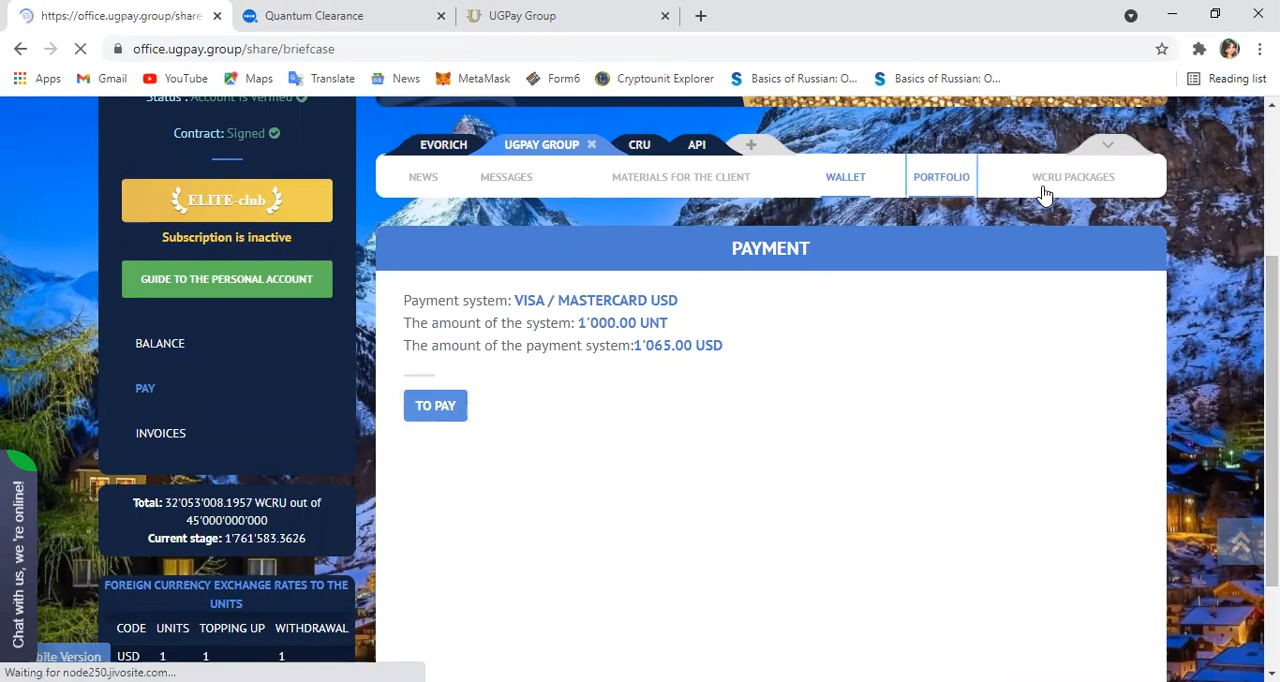 https://office.ugpay.group/share
Quantum Clearance
UGPay Group
office.ugpay.group/share/briefcase
Apps
Gmail
YouTube
Maps
Translate
News
MetaMask
Form6
Cryptounit Explorer
Basics of Russian: O...
Basics of Russian: O...
Reading list
Status : Account is verified
Contract: Signed
ELITE-club
Subscription is inactive
GUIDE TO THE PERSONAL ACCOUNT
BALANCE
PAY
INVOICES
Total: 32'053'008.1957 WCRU out of
45'000'000'000
Current stage: 1'761'583.3626
FOREIGN CURRENCY EXCHANGE RATES TO THE
UNITS
CODE UNITS TOPPING UP WITHDRAWAL
USD 1 1 1
EVORICH
UGPAY GROUP
CRU
API
NEWS
MESSAGES
MATERIALS FOR THE CLIENT
WALLET
PORTFOLIO
WCRU PACKAGES
PAYMENT
Payment system: VISA / MASTERCARD USD
The amount of the system: 1'000.00 UNT
The amount of the payment system:1'065.00 USD
TO PAY
Chat with us, we're online!
bile Version
Waiting for node250.jivosite.com...